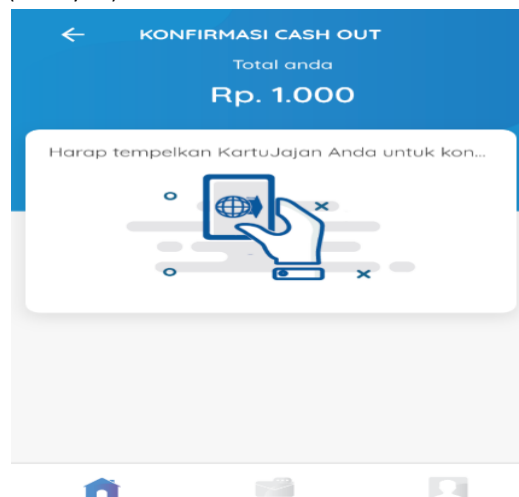 KONFIRMASI CASH OUT
Total anda
Rp. 1.000
Harap tempelkan KartuJajan Anda untuk kon...